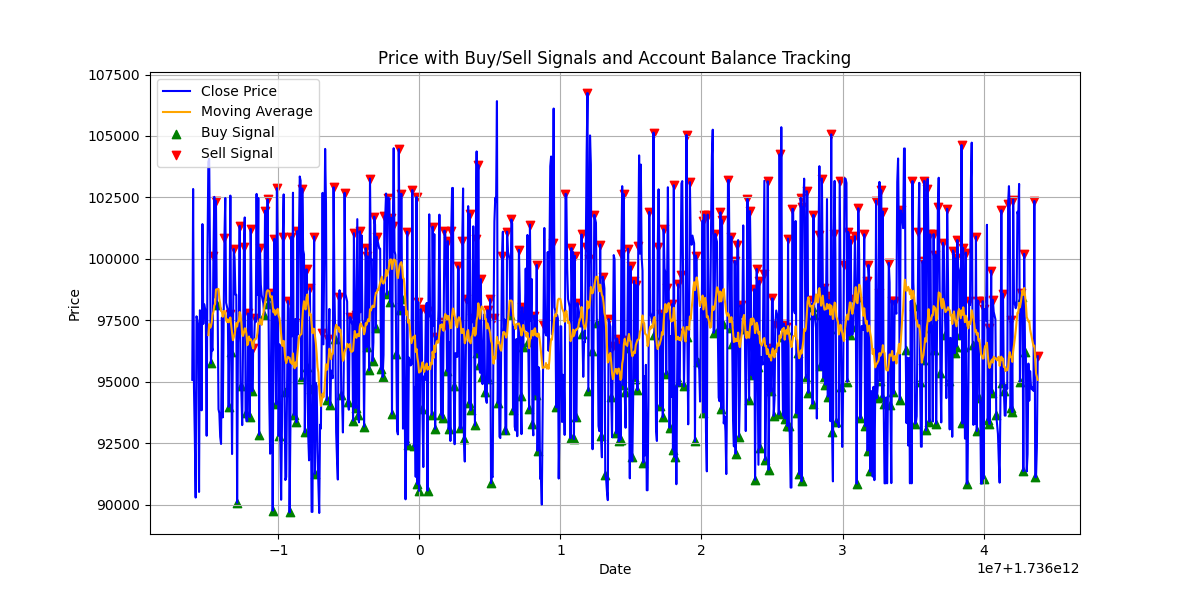 Price with Buy/Sell Signals and Account Balance Tracking
107500
105000
102500
100000
97500
95000
92500
90000
Price
Close Price
Moving Average
Buy Signal
Sell Signal
−1
0
1
2
3
4
1e7+1.736e12
Date